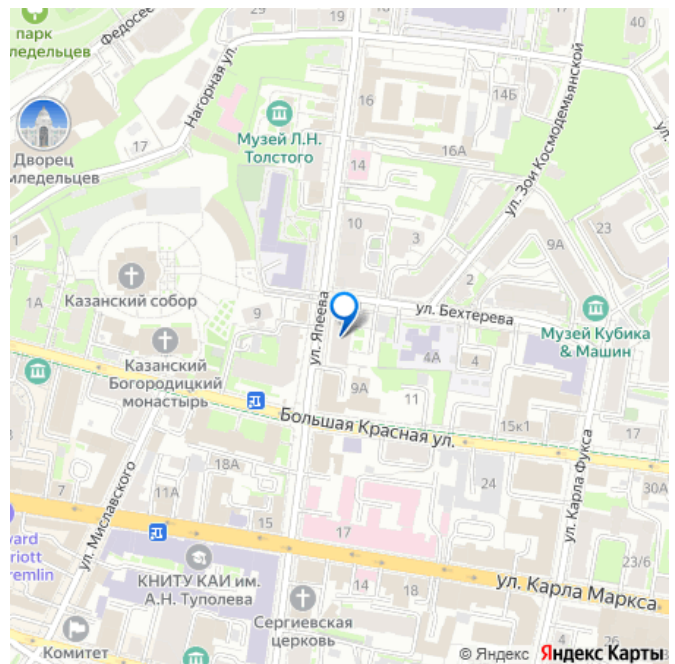 парк
иледельцев
Федосее
19
40
16
14Б
Нагорная ул.
Музей Л.Н.
Толстого
17
Дворец
мледельцев
14
16А
ул. Зои Космодемьянской
10
3
23
9А
1
2
Казанский собор
1А
9
ул. Япеева
ул. Бехтерева
Музей Кубика
& Машин
Казанский
Богородицкий
монастырь
4А
4
9А
11
Большая Красная ул.
15к1
17
18А
24
30А
7
11А
15
17
ул. Миславского
ул. Карла Фукса
23/6
ard
riott
remlin
КНИТУ КАИ им.
А.Н. Туполева
ул. Карла Маркса
14
18
Сергиевская
церковь
Комитет
© Яндекс Яндекс Карты